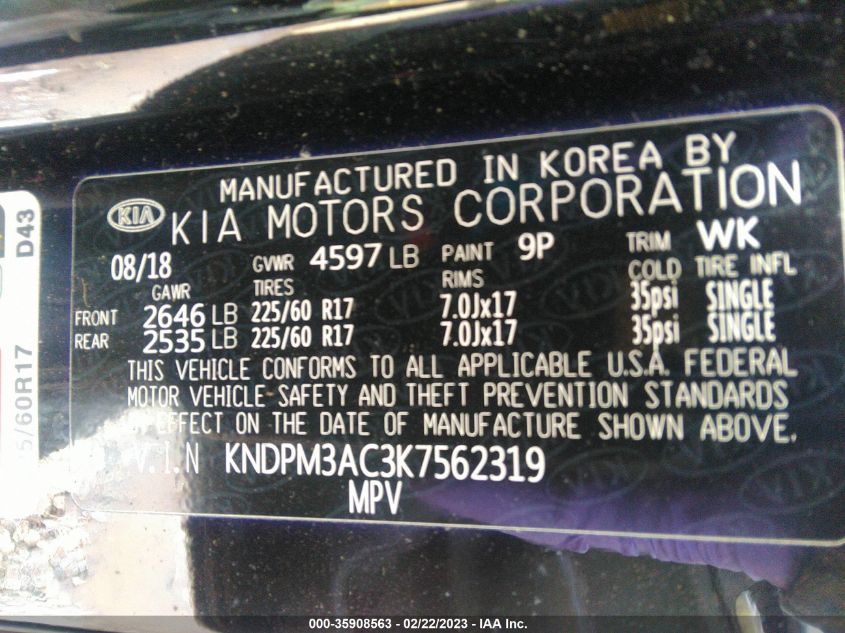 MANUFACTURED IN KOREA BY
KIA KIA MOTORS CORPORATION
08/18 GVWR 4597 LB PAINT 9P TRIM WK
GAWR TIRES RIMS COLD TIRE INFL
FRONT 2646 LB 225/60 R17 7.0Jx17 35psi SINGLE
REAR 2535 LB 225/60 R17 7.0Jx17 35psi SINGLE
THIS VEHICLE CONFORMS TO ALL APPLICABLE U.S.A. FEDERAL
MOTOR VEHICLE SAFETY AND THEFT PREVENTION STANDARDS
EFFECT ON THE DATE OF MANUFACTURE SHOWN ABOVE.
V.I.N KNDPM3AC3K7562319
MPV
D43
5/60R17
000-35908563 - 02/22/2023 - IAA Inc.